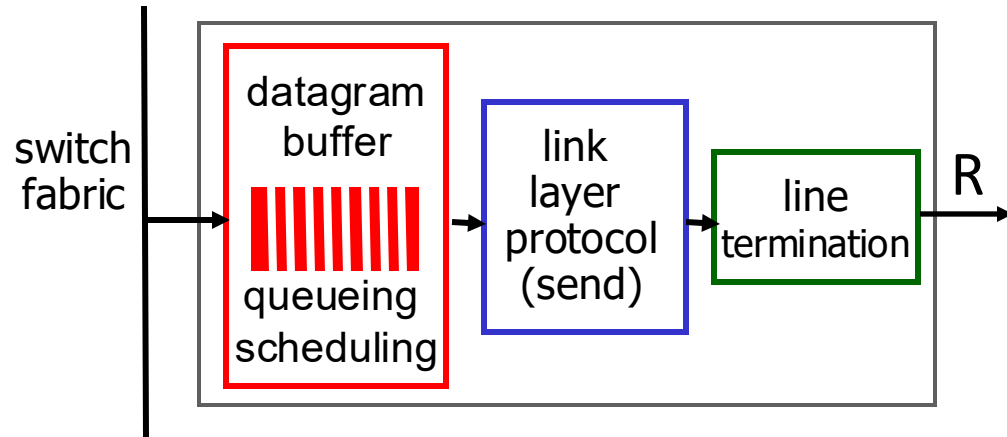 switch
fabric
datagram
buffer
queueing
scheduling
link
layer
protocol
(send)
line
termination
R